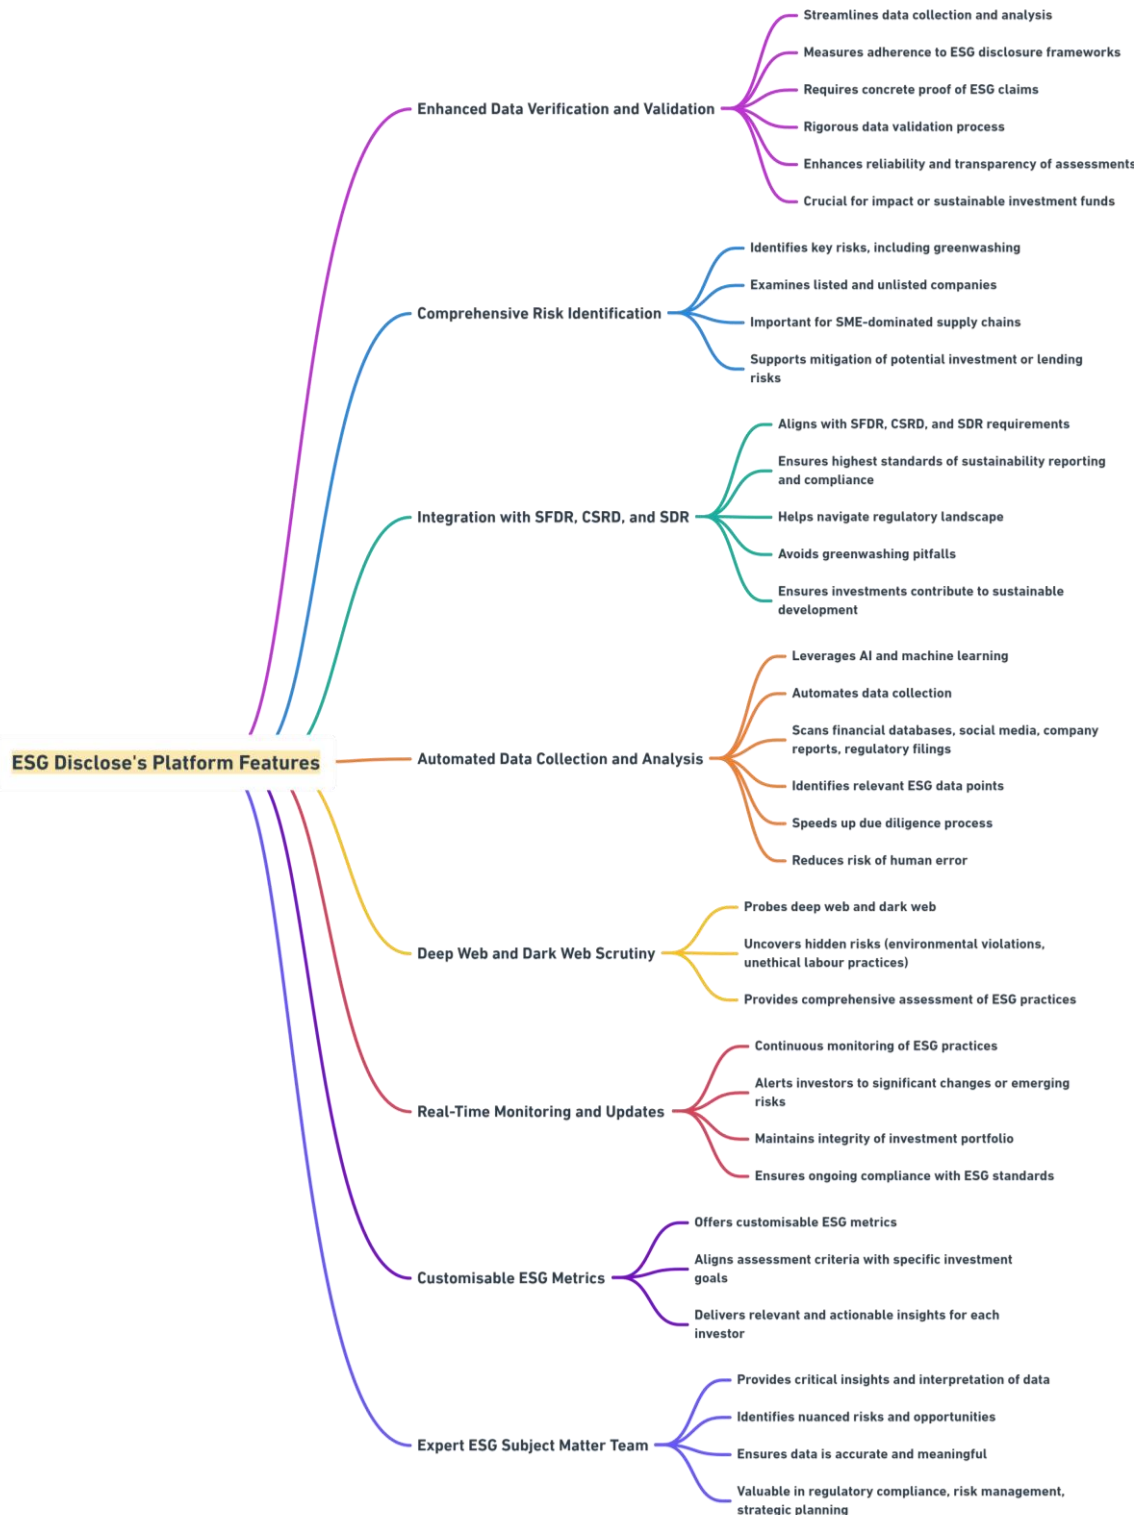 ESG Disclose's Platform Features
Enhanced Data Verification and Validation
Streamlines data collection and analysis
Measures adherence to ESG disclosure frameworks
Requires concrete proof of ESG claims
Rigorous data validation process
Enhances reliability and transparency of assessments
Crucial for impact or sustainable investment funds
Comprehensive Risk Identification
Identifies key risks, including greenwashing
Examines listed and unlisted companies
Important for SME-dominated supply chains
Supports mitigation of potential investment or lending
risks
Integration with SFDR, CSRD, and SDR
Aligns with SFDR, CSRD, and SDR requirements
Ensures highest standards of sustainability reporting
and compliance
Helps navigate regulatory landscape
Avoids greenwashing pitfalls
Ensures investments contribute to sustainable
development
Automated Data Collection and Analysis
Leverages AI and machine learning
Automates data collection
Scans financial databases, social media, company
reports, regulatory filings
Identifies relevant ESG data points
Speeds up due diligence process
Reduces risk of human error
Deep Web and Dark Web Scrutiny
Probes deep web and dark web
Uncovers hidden risks (environmental violations,
unethical labour practices)
Provides comprehensive assessment of ESG practices
Real-Time Monitoring and Updates
Continuous monitoring of ESG practices
Alerts investors to significant changes or emerging
risks
Maintains integrity of investment portfolio
Ensures ongoing compliance with ESG standards
Customisable ESG Metrics
Offers customisable ESG metrics
Aligns assessment criteria with specific investment
goals
Delivers relevant and actionable insights for each
investor
Expert ESG Subject Matter Team
Provides critical insights and interpretation of data
Identifies nuanced risks and opportunities
Ensures data is accurate and meaningful
Valuable in regulatory compliance, risk management,
strategic planning